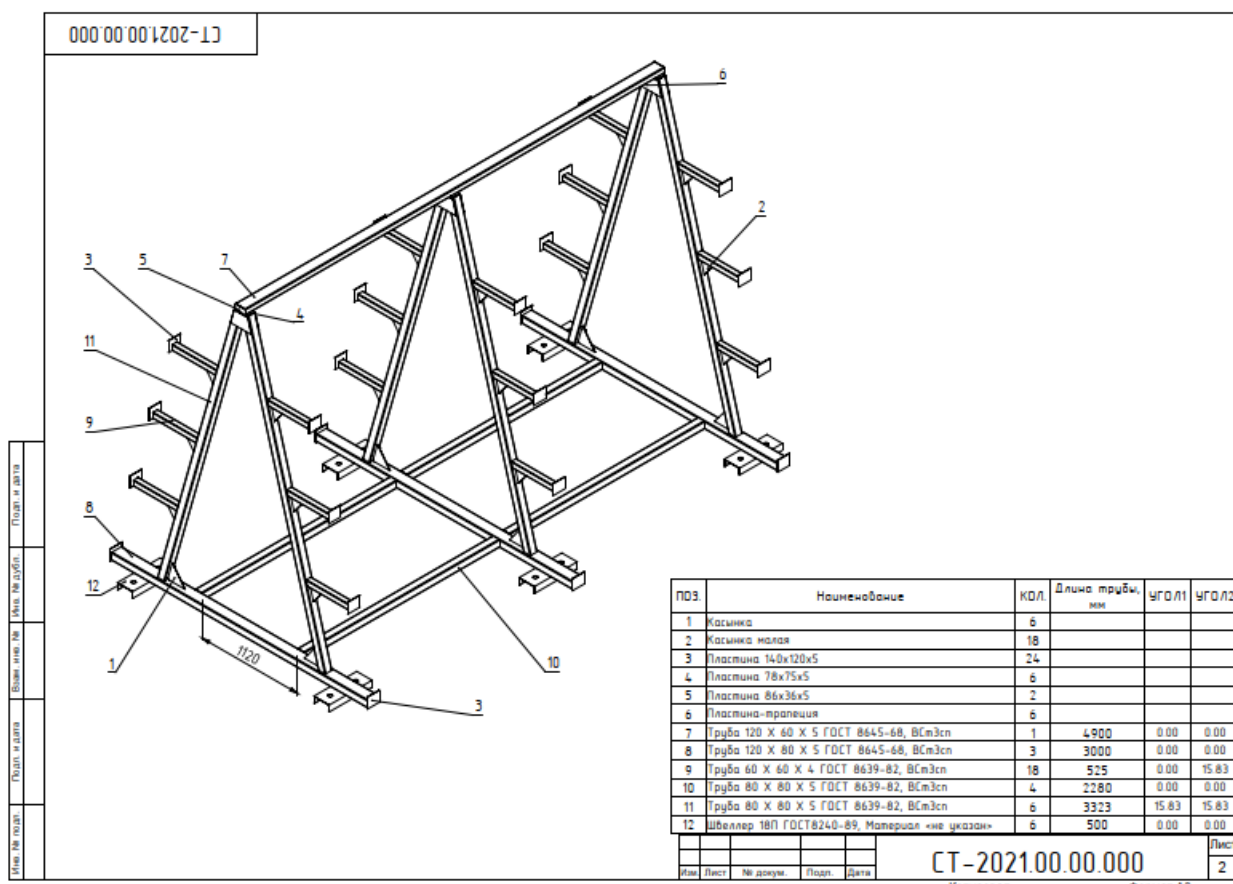 СТ-2021.00.00.000
6
2
3
5
7
4
11
9
8
12
1
1120
10
3
ПОЗ. Наименование КОЛ. Длина трубы, мм УГОЛ1 УГОЛ2
1 Косынка 6
2 Косынка малая 18
3 Пластина 140x120x5 24
4 Пластина 78x75x5 6
5 Пластина 86x36x5 2
6 Пластина-трапеция 6
7 Труба 120 X 60 X 5 ГОСТ 8645-68, ВСт3сп 1 4900 0.00 0.00
8 Труба 120 X 80 X 5 ГОСТ 8645-68, ВСт3сп 3 3000 0.00 0.00
9 Труба 60 X 60 X 4 ГОСТ 8639-82, ВСт3сп 18 525 0.00 15.83
10 Труба 80 X 80 X 5 ГОСТ 8639-82, ВСт3сп 4 2280 0.00 0.00
11 Труба 80 X 80 X 5 ГОСТ 8639-82, ВСт3сп 6 3323 15.83 15.83
12 Швеллер 18П ГОСТ8240-89, Материал <не указан> 6 500 0.00 0.00
Изм. Лист № докум. Подп. Дата
СТ-2021.00.00.000
Лист
2
Подп. и дата
Инв. № дубл.
Взам. инв. №
Подп. и дата
Инв. № подл.